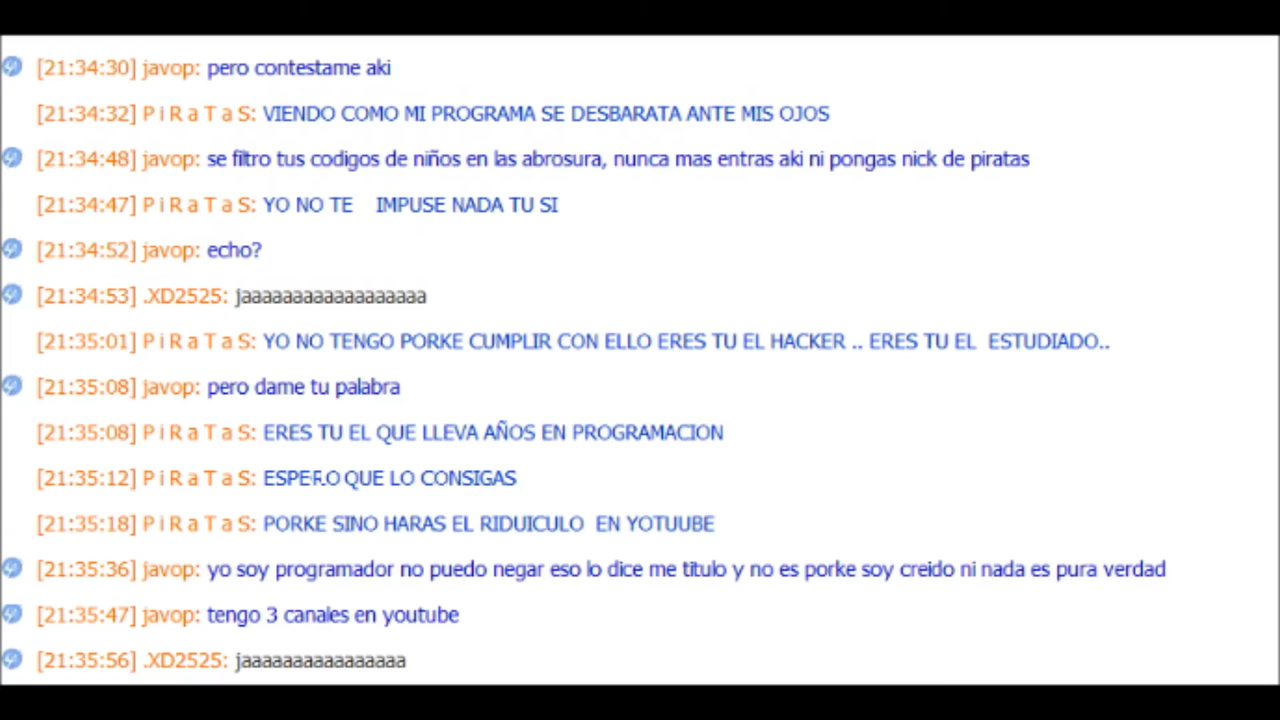 [21:34:30] javop: pero contestame aki
[21:34:32] P i R a T a S: VIENDO COMO MI PROGRAMA SE DESBARATA ANTE MIS OJOS
[21:34:48] javop: se filtro tus codigos de niños en las abrosura, nunca mas entras aki ni pongas nick de piratas
[21:34:47] P i R a T a S: YO NO TE    IMPUSE NADA TU SI
[21:34:52] javop: echo?
[21:34:53] .XD2525: jaaaaaaaaaaaaaaaaaa
[21:35:01] P i R a T a S: YO NO TENGO PORKE CUMPLIR CON ELLO ERES TU EL HACKER .. ERES TU EL  ESTUDIADO..
[21:35:08] javop: pero dame tu palabra
[21:35:08] P i R a T a S: ERES TU EL QUE LLEVA AÑOS EN PROGRAMACION
[21:35:12] P i R a T a S: ESPERO QUE LO CONSIGAS
[21:35:18] P i R a T a S: PORKE SINO HARAS EL RIDUICULO  EN YOTUUBE
[21:35:36] javop: yo soy programador no puedo negar eso lo dice me titulo y no es porke soy creido ni nada es pura verdad
[21:35:47] javop: tengo 3 canales en youtube
[21:35:56] .XD2525: jaaaaaaaaaaaaaaaa